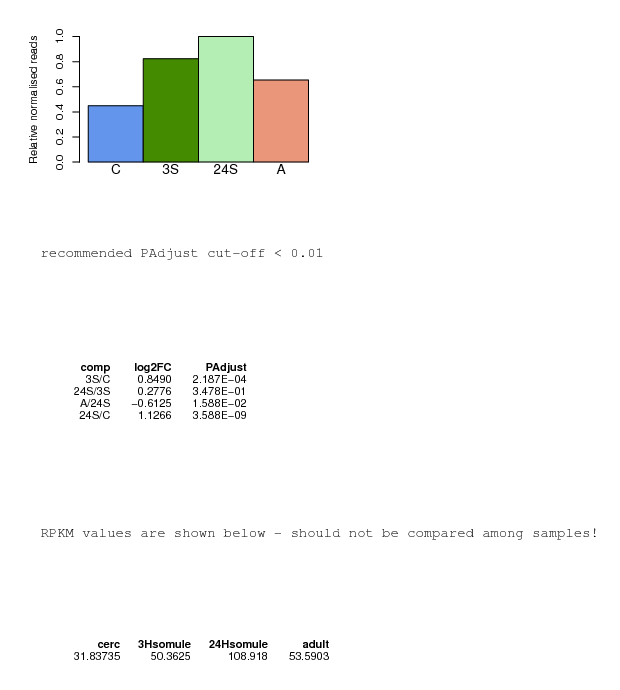 Relative normalised reads
1.0
0.8
0.6
0.4
0.2
0.0
C 3S 24S A
recommended PAdjust cut-off < 0.01
comp log2FC PAdjust
3S/C 0.8490 2.187E-04
24S/3S 0.2776 3.478E-01
A/24S -0.6125 1.588E-02
24S/C 1.1266 3.588E-09
RPKM values are shown below - should not be compared among samples!
cerc 3Hsomule 24Hsomule adult
31.83735 50.3625 108.918 53.5903